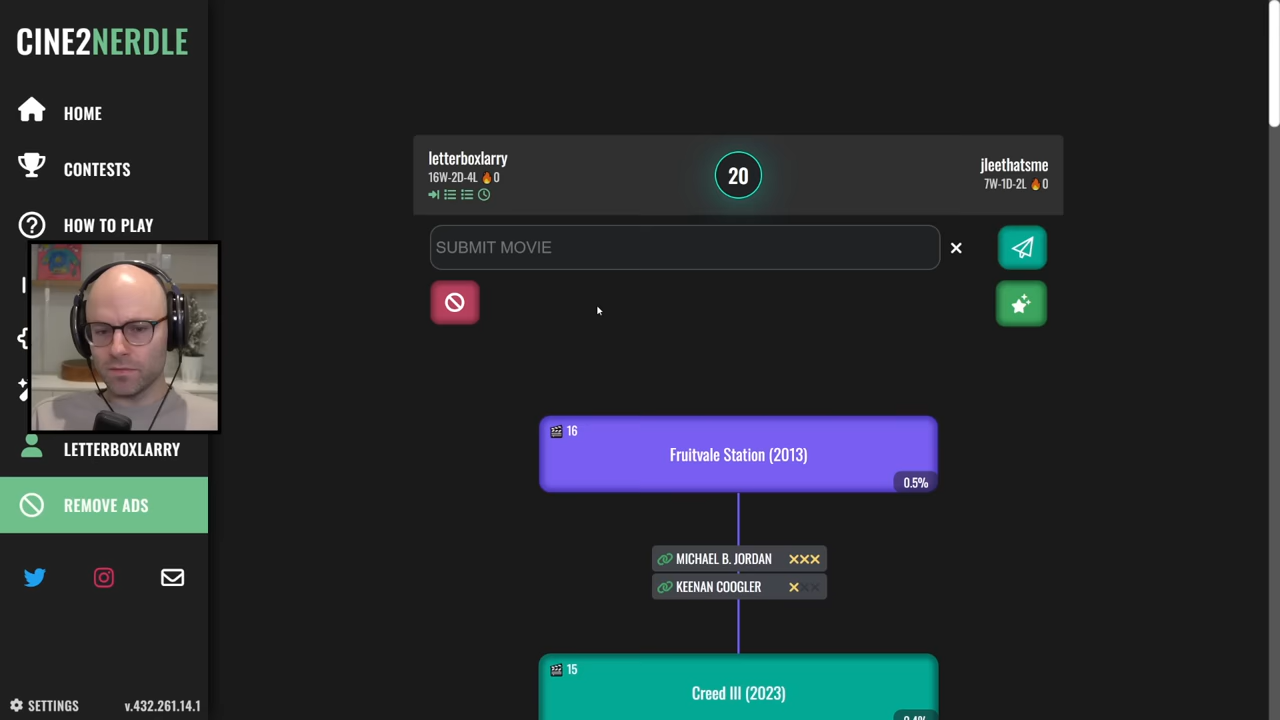 CINE2NERDLE
HOME
CONTESTS
HOW TO PLAY
LETTERBOXLARRY
REMOVE ADS
SETTINGS
v.432.261.14.1
letterboxlarry
16W-2D-4L 🔥0
20
jleethatsme
7W-1D-2L 🔥0
SUBMIT MOVIE
16
Fruitvale Station (2013)
0.5%
MICHAEL B. JORDAN
KEENAN COOGLER
15
Creed III (2023)